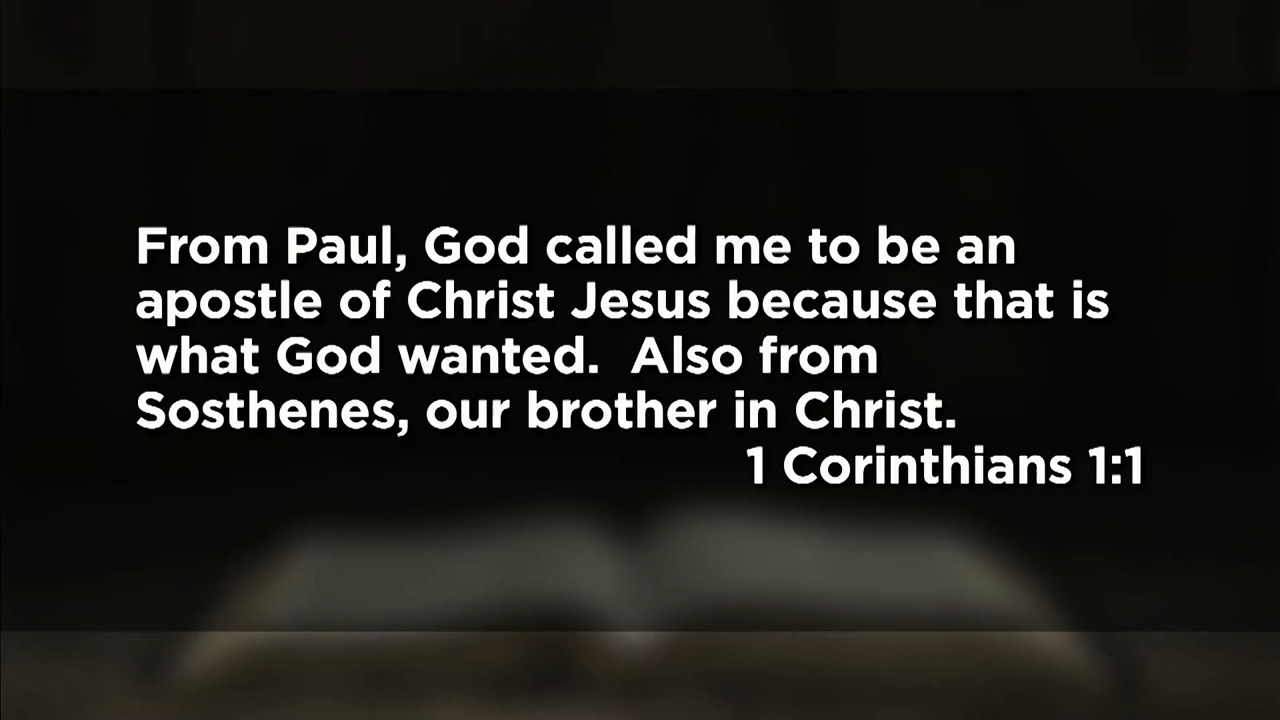 From Paul, God called me to be an
apostle of Christ Jesus because that is
what God wanted.  Also from
Sosthenes, our brother in Christ.
1 Corinthians 1:1